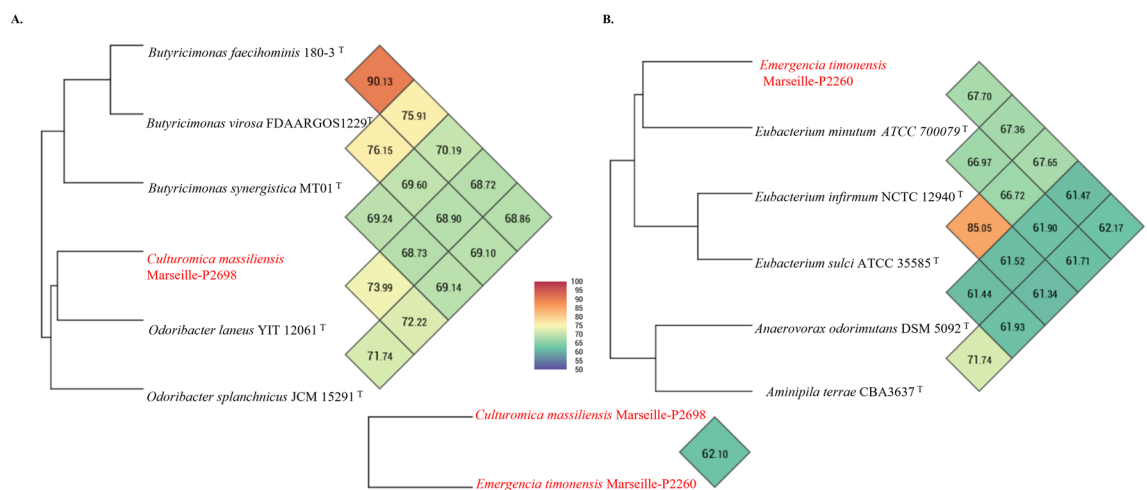 A.
B.
Butyricimonas faecihominis 180-3 T
Butyricimonas virosa FDAARGOS1229T
Butyricimonas synergistica MT01 T
Culturomica massiliensis
Marseille-P2698
Odoribacter laneus YIT 12061 T
Odoribacter splanchnicus JCM 15291 T
90.13
75.91
76.15
70.19
69.60
68.72
69.24
68.90
68.86
68.73
69.10
73.99
69.14
72.22
71.74
100
95
90
85
80
75
70
65
60
55
50
Emergencia timonensis
Marseille-P2260
Eubacterium minutum ATCC 700079 T
Eubacterium infirmum NCTC 12940 T
Eubacterium sulci ATCC 35585 T
Anaerovorax odorimutans DSM 5092 T
Aminipila terrae CBA3637 T
67.70
67.36
66.97
67.65
66.72
61.47
85.05
61.90
62.17
61.52
61.71
61.44
61.34
61.93
71.74
Culturomica massiliensis Marseille-P2698
62.10
Emergencia timonensis Marseille-P2260